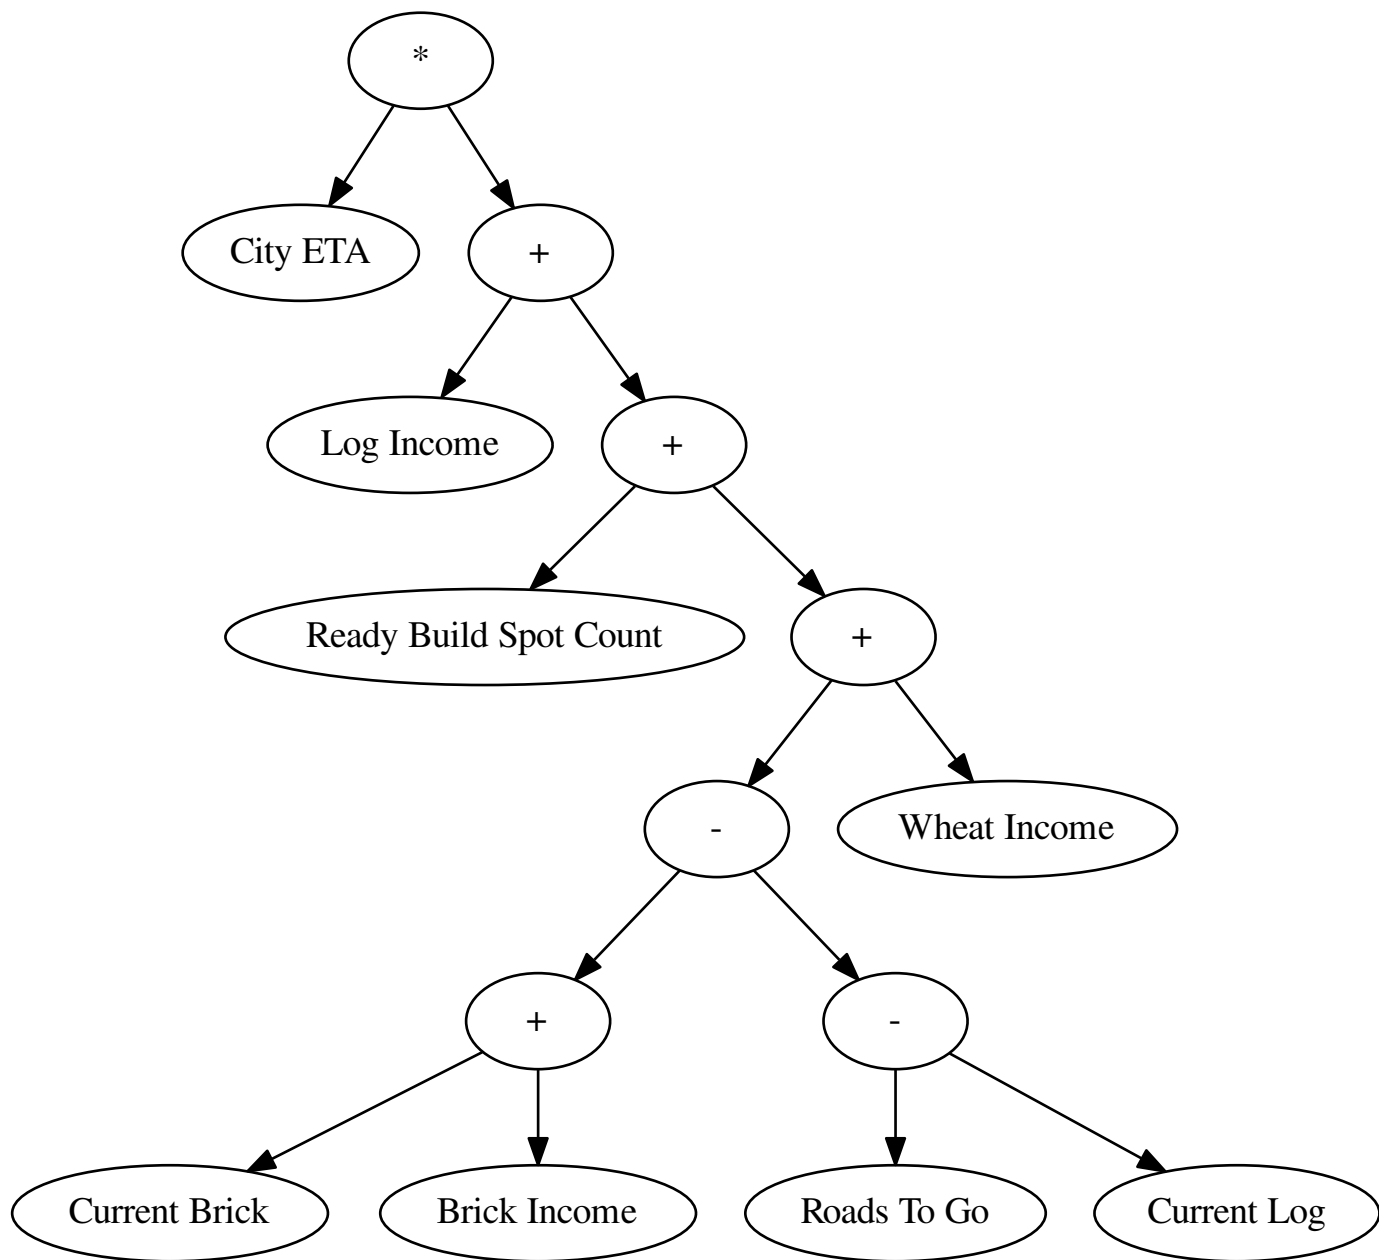 *
City ETA
+
Log Income
+
Ready Build Spot Count
+
-
Wheat Income
+
-
Current Brick
Brick Income
Roads To Go
Current Log